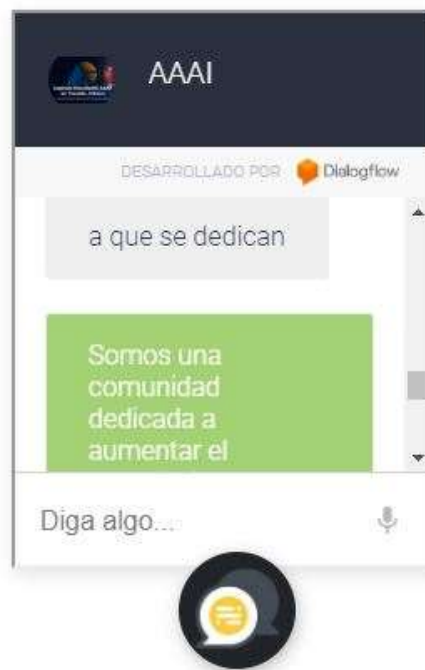 AAAI
DESARROLLADO POR Dialogflow
a que se dedican
Somos una
comunidad
dedicada a
aumentar el
Diga algo...